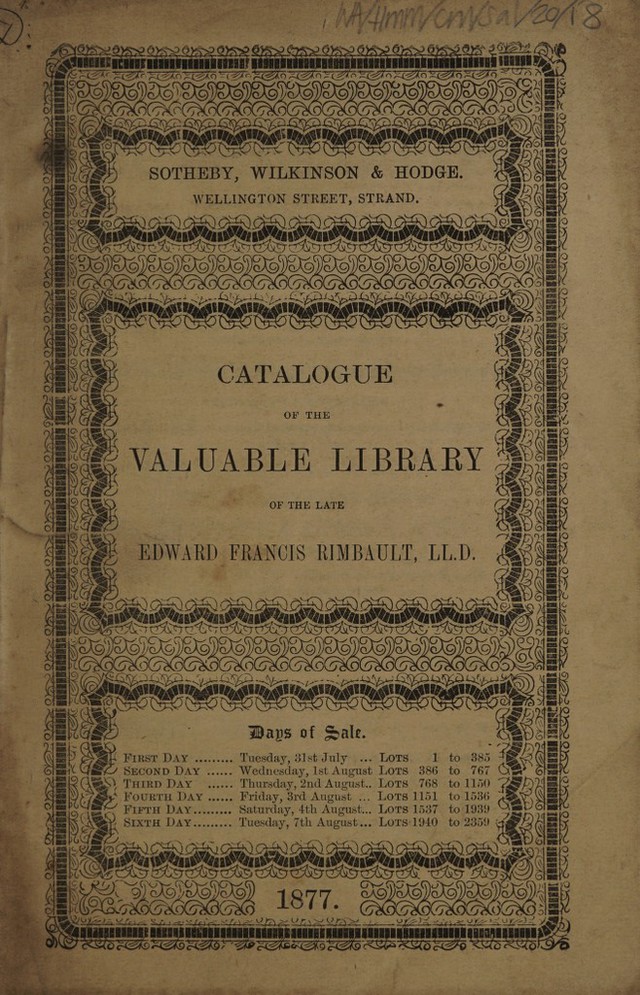 SOTHEBY, WILKINSON & HODGE.
WELLINGTON STREET, STRAND.
CATALOGUE
OF THE
VALUABLE LIBRARY
OF THE LATE
EDWARD FRANCIS RIMBAULT, LL.D.
Days of Sale.
FIRST DAY ......... Tuesday, 31st July ... LOTS 1 to 385
SECOND DAY ...... Wednesday, 1st August LOTS 386 to 767
THIRD DAY ...... Thursday, 2nd August.. LOTS 768 to 1150
FOURTH DAY ...... Friday, 3rd August ... LOTS 1151 to 1536
FIFTH DAY......... Saturday, 4th August... LOTS 1537 to 1939
SIXTH DAY......... Tuesday, 7th August... LOTS 1940 to 2359
1877.